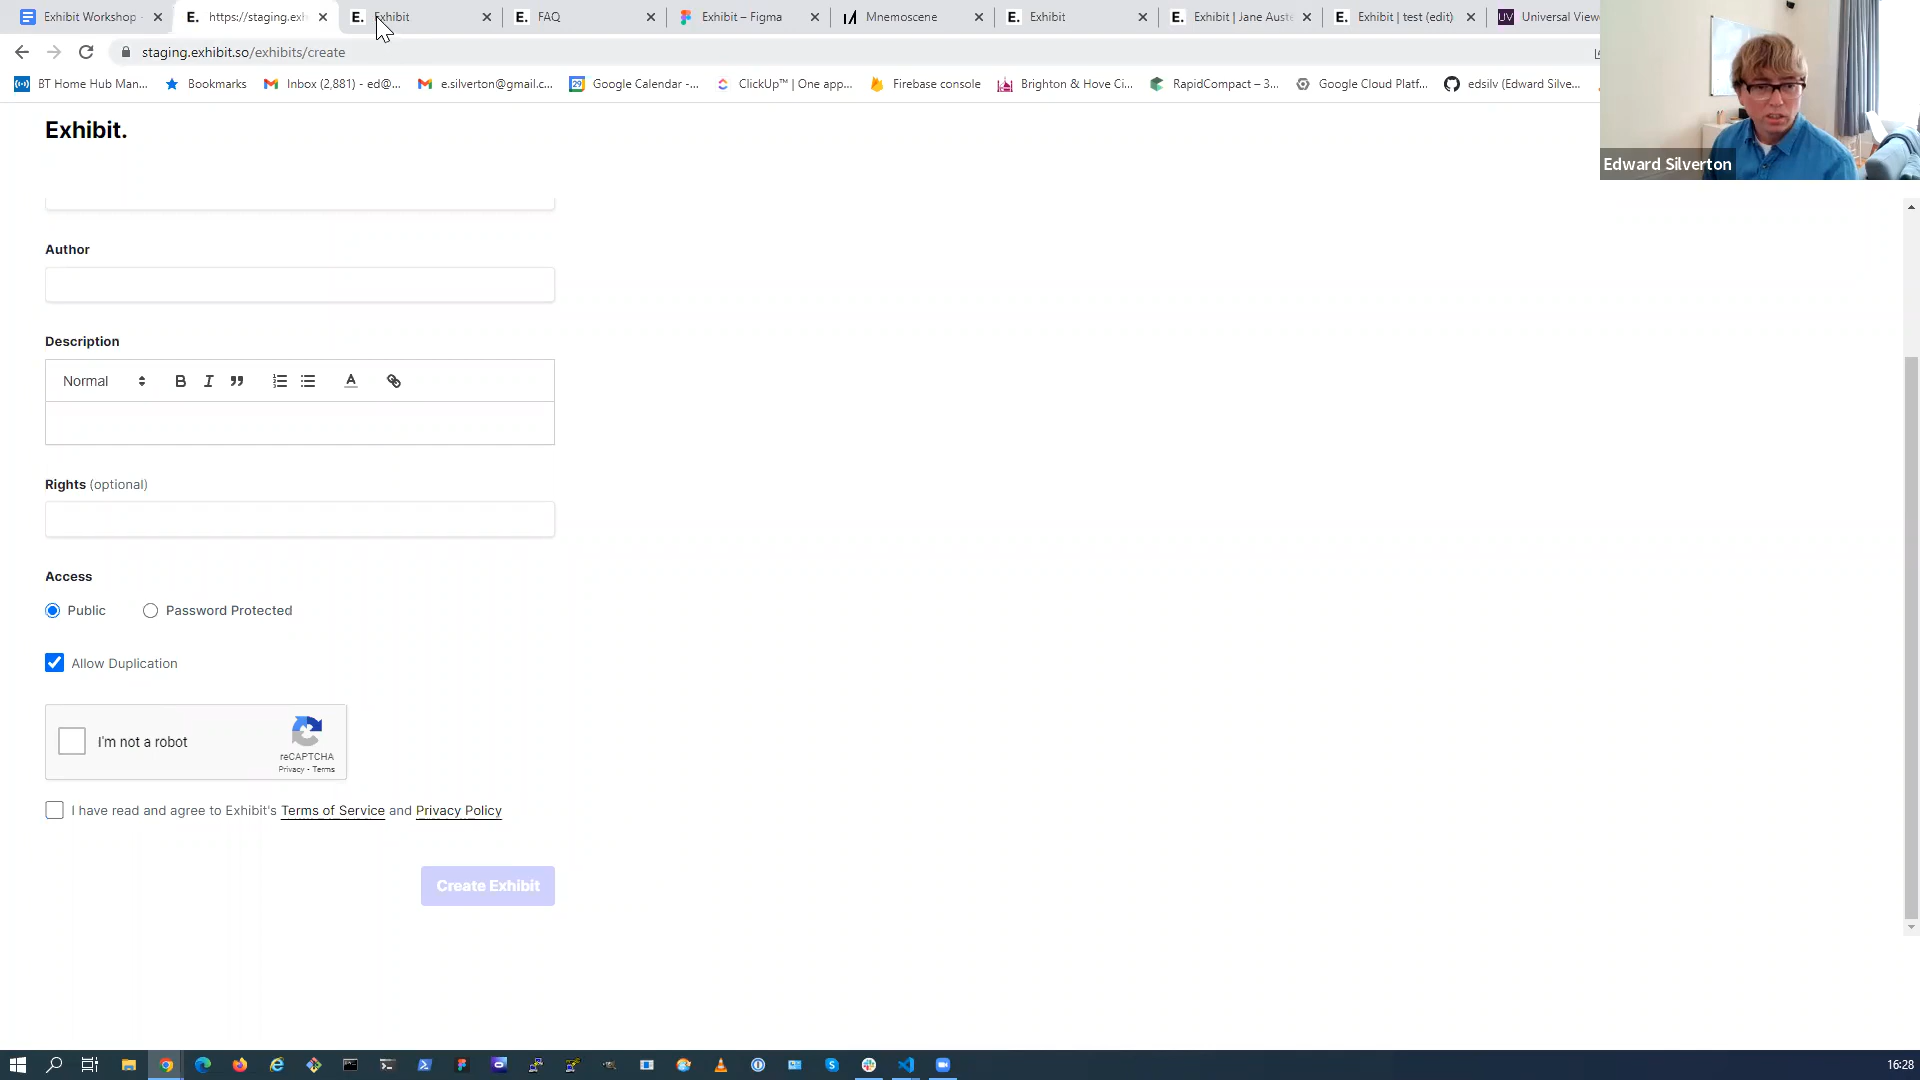 Exhibit Workshop -
E. https://staging.exh
E. Exhibit
E. FAQ
Exhibit – Figma
Mnemoscene
E. Exhibit
E. Exhibit | Jane Aust
E. Exhibit | test (edit)
UV Universal View
staging.exhibit.so/exhibits/create
BT Home Hub Man...
Bookmarks
Inbox (2,881) - ed@...
e.silverton@gmail.c...
Google Calendar -...
ClickUp™ | One app...
Firebase console
Brighton & Hove Ci...
RapidCompact – 3...
Google Cloud Platf...
edsilv (Edward Silve...
Edward Silverton
Exhibit.
Author
Description
Normal
Rights (optional)
Access
Public
Password Protected
Allow Duplication
I'm not a robot
reCAPTCHA
Privacy - Terms
I have read and agree to Exhibit's Terms of Service and Privacy Policy
Create Exhibit
16:28